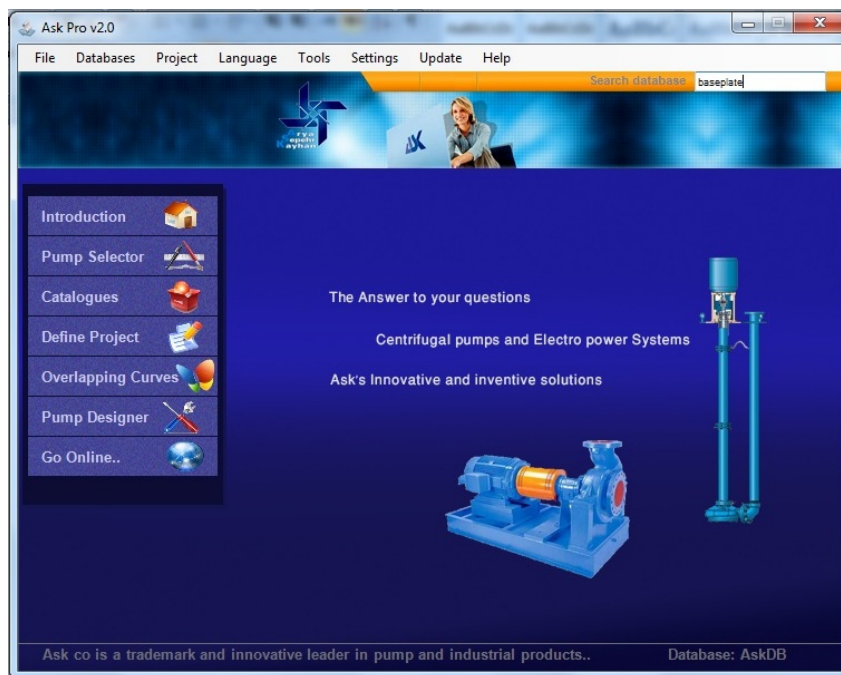 Ask Pro v2.0
File Databases Project Language Tools Settings Update Help
Search database baseplate
Arya
Sepehr
Kayhan
Introduction
Pump Selector
Catalogues
Define Project
Overlapping Curves
Pump Designer
Go Online..
The Answer to your questions
Centrifugal pumps and Electro power Systems
Ask's Innovative and inventive solutions
Ask co is a trademark and innovative leader in pump and industrial products.. Database: AskDB